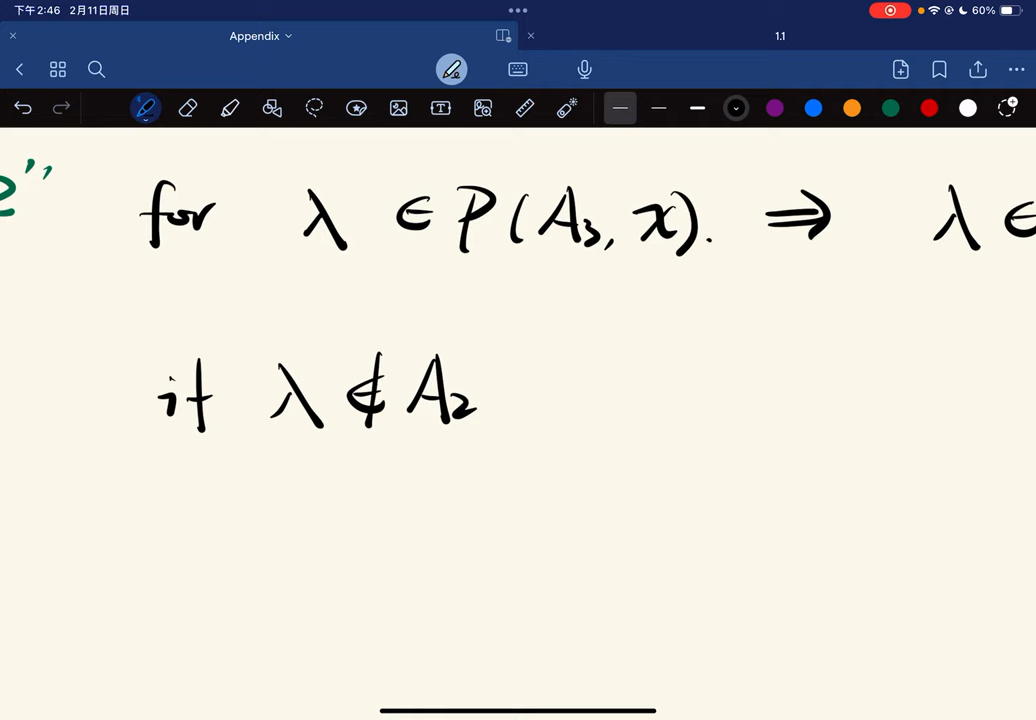 下午2:46 2月11日周日 60%
Appendix 1.1
for λ ∈ P(A₃, x). ⇒ λ ∈
if λ ∉ A₂